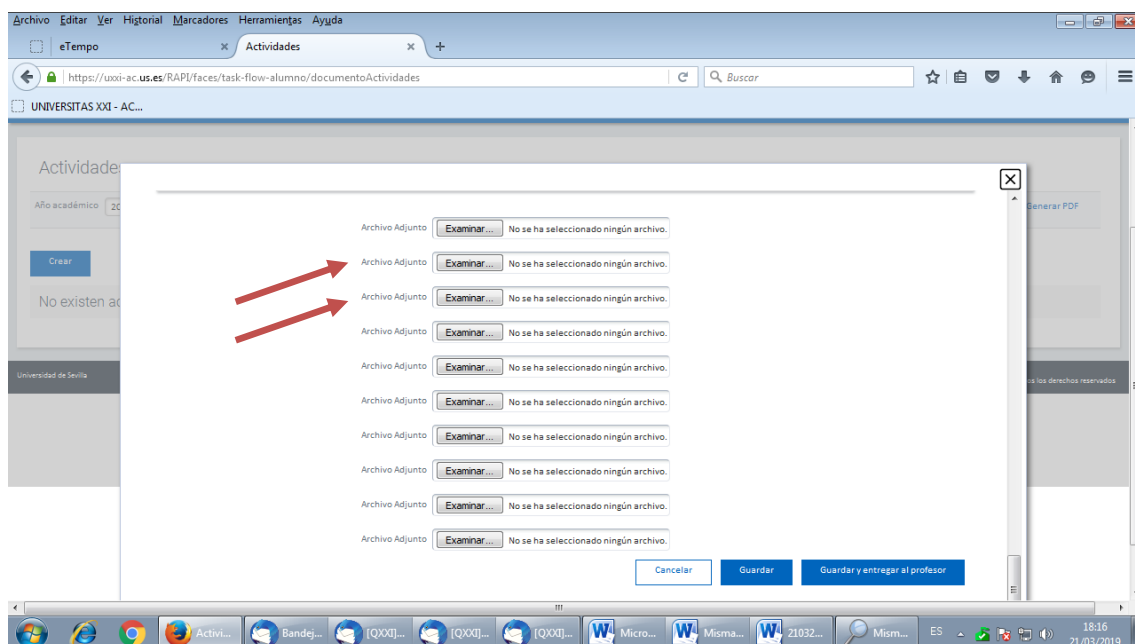 Archivo Editar Ver Historial Marcadores Herramientas Ayuda
eTempo
Actividades
https://uxxi-ac.us.es/RAPI/faces/task-flow-alumno/documentoActividades
Buscar
UNIVERSITAS XXI - AC...
Actividade
Año académico 20
Generar PDF
Crear
No existen ac
Archivo Adjunto Examinar... No se ha seleccionado ningún archivo.
Archivo Adjunto Examinar... No se ha seleccionado ningún archivo.
Archivo Adjunto Examinar... No se ha seleccionado ningún archivo.
Archivo Adjunto Examinar... No se ha seleccionado ningún archivo.
Archivo Adjunto Examinar... No se ha seleccionado ningún archivo.
Archivo Adjunto Examinar... No se ha seleccionado ningún archivo.
Archivo Adjunto Examinar... No se ha seleccionado ningún archivo.
Archivo Adjunto Examinar... No se ha seleccionado ningún archivo.
Archivo Adjunto Examinar... No se ha seleccionado ningún archivo.
Archivo Adjunto Examinar... No se ha seleccionado ningún archivo.
Universidad de Sevilla
os los derechos reservados
Cancelar Guardar Guardar y entregar al profesor
Activi... Bandej... [QXXI]... [QXXI]... [QXXI]... Micro... Misma... 21032... Mism... ES 18:16
21/03/2019